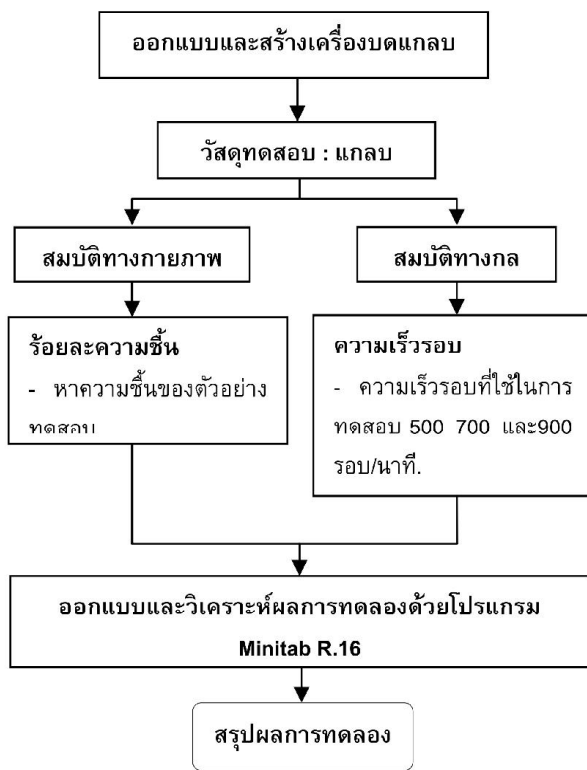 ออกแบบและสร้างเครื่องบดแกลบ
วัสดุทดสอบ : แกลบ
สมบัติทางกายภาพ
สมบัติทางกล
ร้อยละความชื้น
- หาความชื้นของตัวอย่าง
ทดสอบ
ความเร็วรอบ
- ความเร็วรอบที่ใช้ในการ
ทดสอบ 500 700 และ900
รอบ/นาที.
ออกแบบและวิเคราะห์ผลการทดลองด้วยโปรแกรม
Minitab R.16
สรุปผลการทดลอง